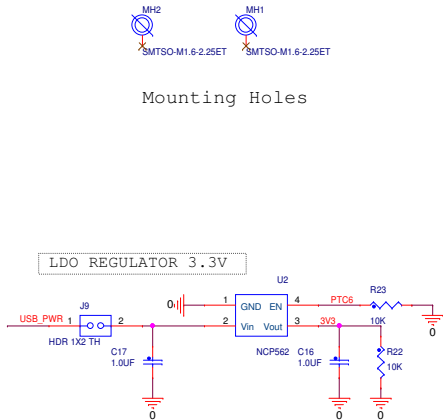 MH2 MH1
SMTSO-M1.6-2.25ET SMTSO-M1.6-2.25ET
Mounting Holes
LDO REGULATOR 3.3V
U2
R23
J9
0 1 GND EN 4 PTC6
USB_PWR 1 2 2 Vin Vout 3 3V3 10K 0
HDR 1X2 TH
C17 NCP562 C16 R22
1.0UF 1.0UF 10K
0 0 0